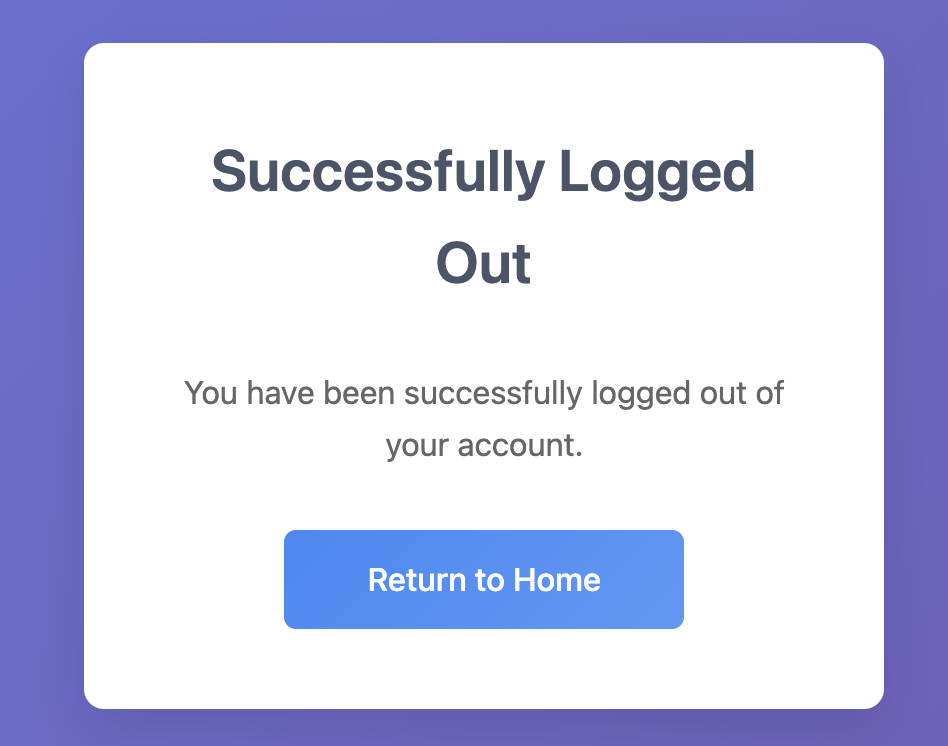 Successfully Logged
Out
You have been successfully logged out of
your account.
Return to Home